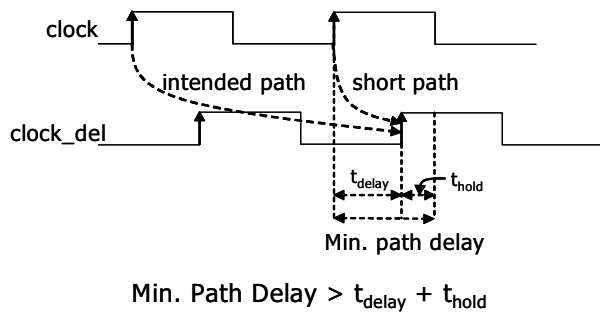 clock
intended path short path
clock_del
tdelay thold
Min. path delay
Min. Path Delay > tdelay + thold